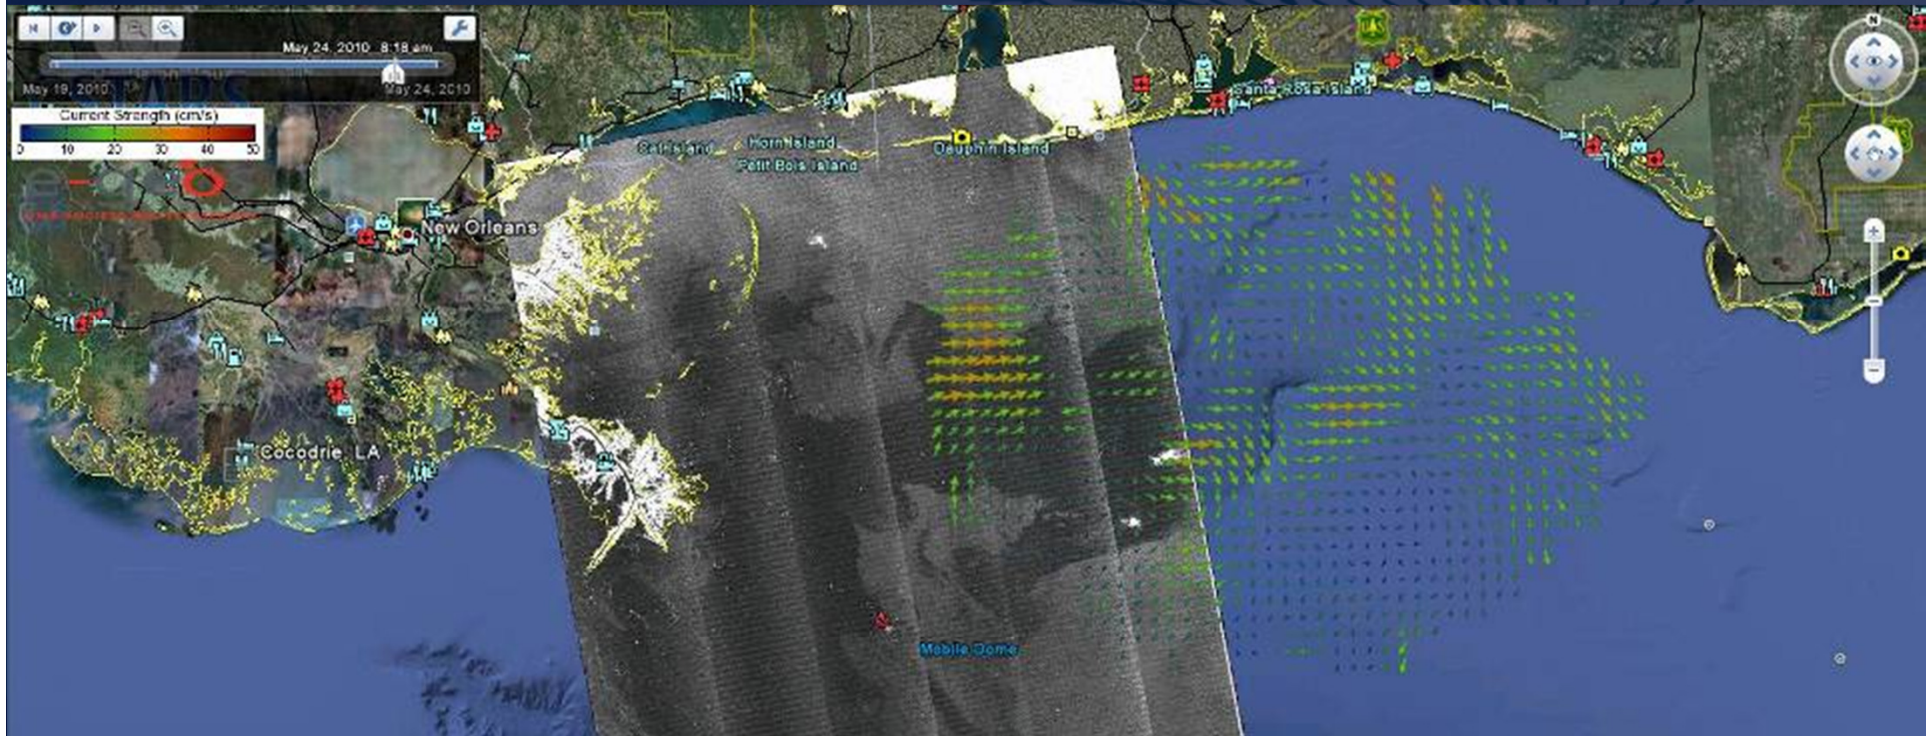 May 24, 2010 8:18 am
May 19, 2010
May 24, 2010
Current Strength (cm/s)
0 10 20 30 40 50
N
Santa Rosa Island
Cat Island
Horn Island
Petit Bois Island
Dauphin Island
New Orleans
Cocodrie, LA
Mobile Dome